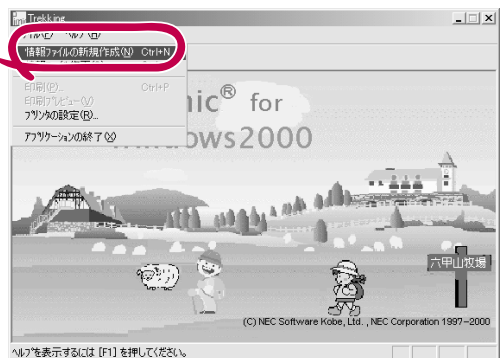 Trekking
情報ファイルの新規作成(N) Ctrl+N
印刷(P)... Ctrl+P
印刷プレビュー(V)
プリンタの設定(R)...
アプリケーションの終了(X)
nic® for
ows2000
六甲山牧場
(C) NEC Software Kobe, Ltd., NEC Corporation 1997-2000
ヘルプを表示するには [F1] を押してください。